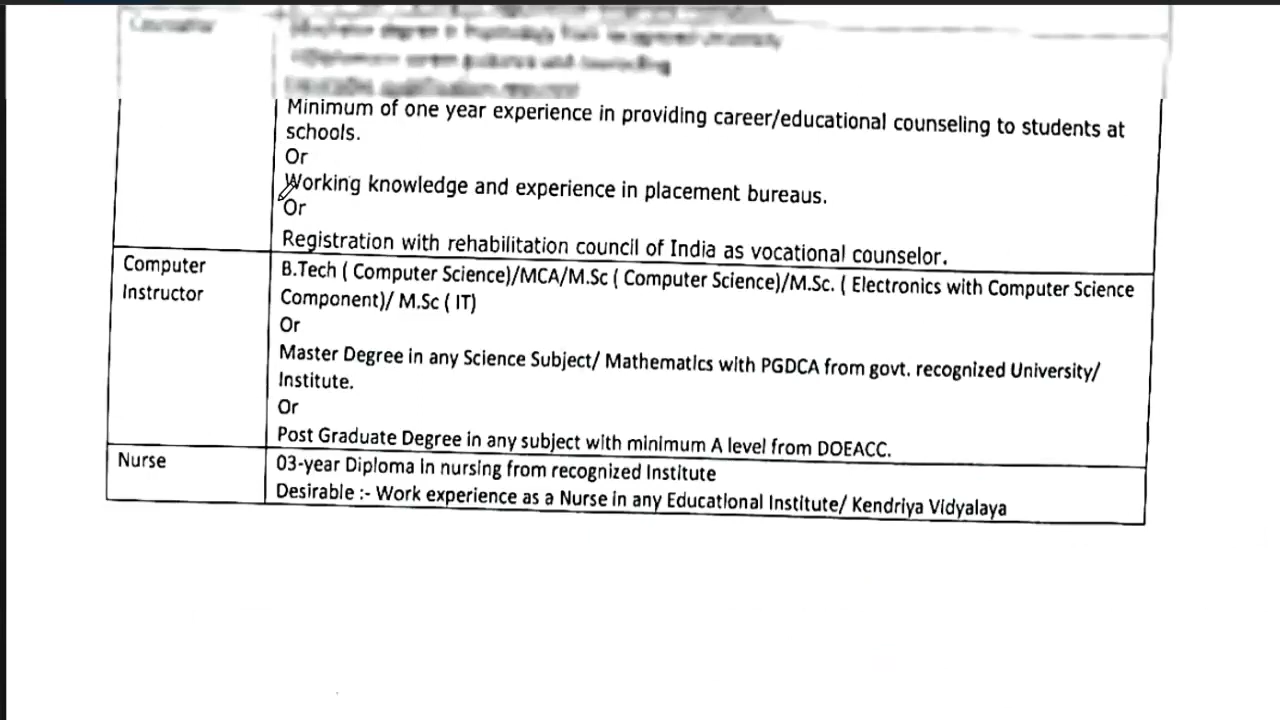 Counselor
Minimum of one year experience in providing career/educational counseling to students at
schools.
Or
Working knowledge and experience in placement bureaus.
Or
Registration with rehabilitation council of India as vocational counselor.
Computer
Instructor
B.Tech ( Computer Science)/MCA/M.Sc ( Computer Science)/M.Sc. ( Electronics with Computer Science
Component)/ M.Sc ( IT)
Or
Master Degree in any Science Subject/ Mathematics with PGDCA from govt. recognized University/
Institute.
Or
Post Graduate Degree in any subject with minimum A level from DOEACC.
Nurse
03-year Diploma in nursing from recognized Institute
Desirable :- Work experience as a Nurse in any Educational Institute/ Kendriya Vidyalaya